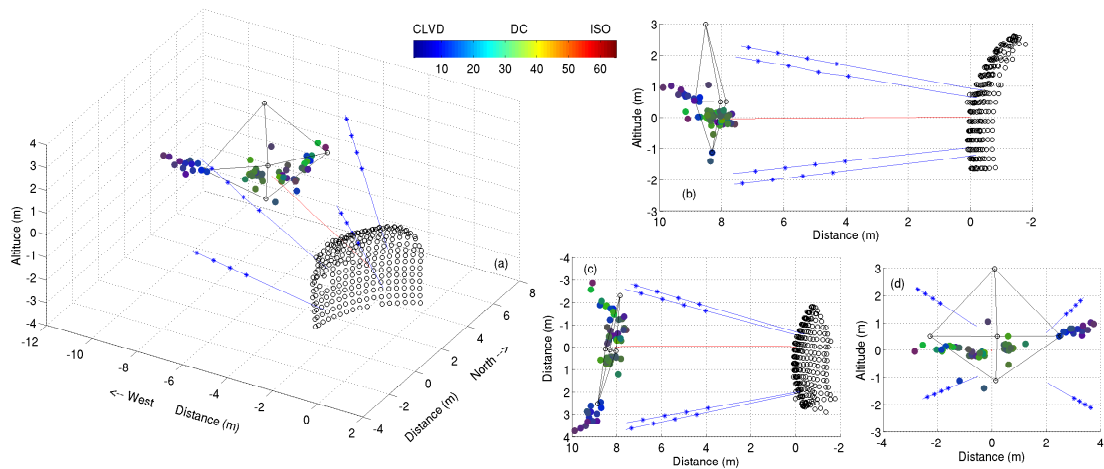 CLVD DC ISO
10 20 30 40 50 60
4
3
2
1
0
-1
-2
-3
-4
Altituce (m)
-12
-10
-8
-6
-4
-2
0
2
<-- West
Distance (m)
-4
-2
0
2
4
6
8
Distance (m)
North -->
(a)
3
2
1
0
-1
-2
-3
Altitude (m)
(b)
10 8 6 4 2 0 -2
Distance (m)
(c)
-4
-3
-2
-1
0
1
2
3
4
Distance (m)
10 8 6 4 2 0 -2
Distance (m)
(d)
3
2
1
0
-1
-2
-3
Altitude (m)
-4 -2 0 2 4
Distance (m)